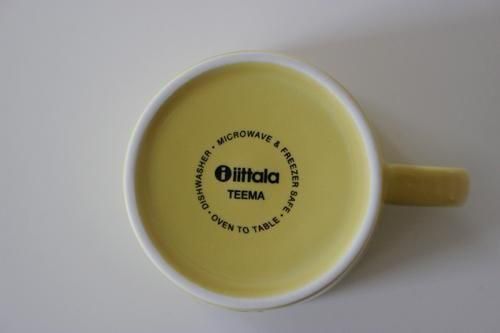 DISHWASHER • MICROWAVE & FREEZER SAFE • OVEN TO TABLE •
i iittala
TEEMA